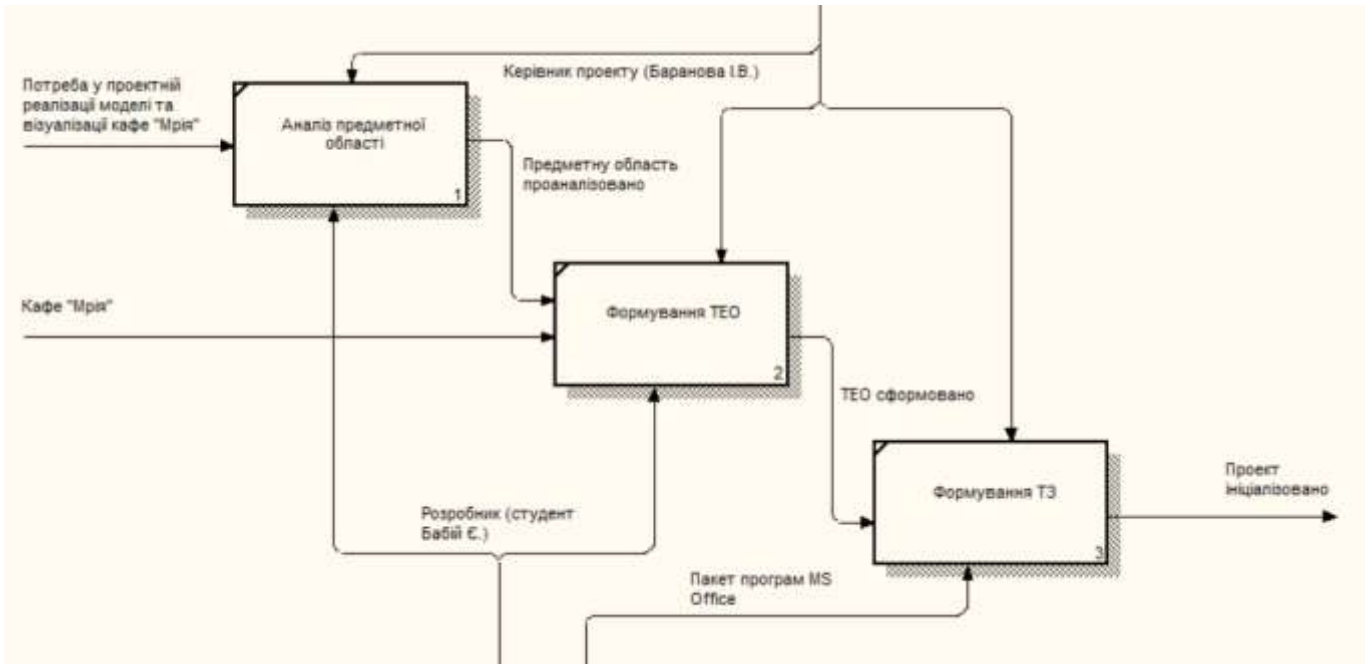 Керівник проекту (Баранова І.В.)
Потреба у проектній
реалізації моделі та
візуалізації кафе "Мрія"
Аналіз предметної
області
1
Предметну область
проаналізовано
Кафе "Мрія"
Формування ТЕО
2
ТЕО сформовано
Формування ТЗ
3
Проект
ініціалізовано
Розробник (студент
Бабій Є.)
Пакет програм MS
Office